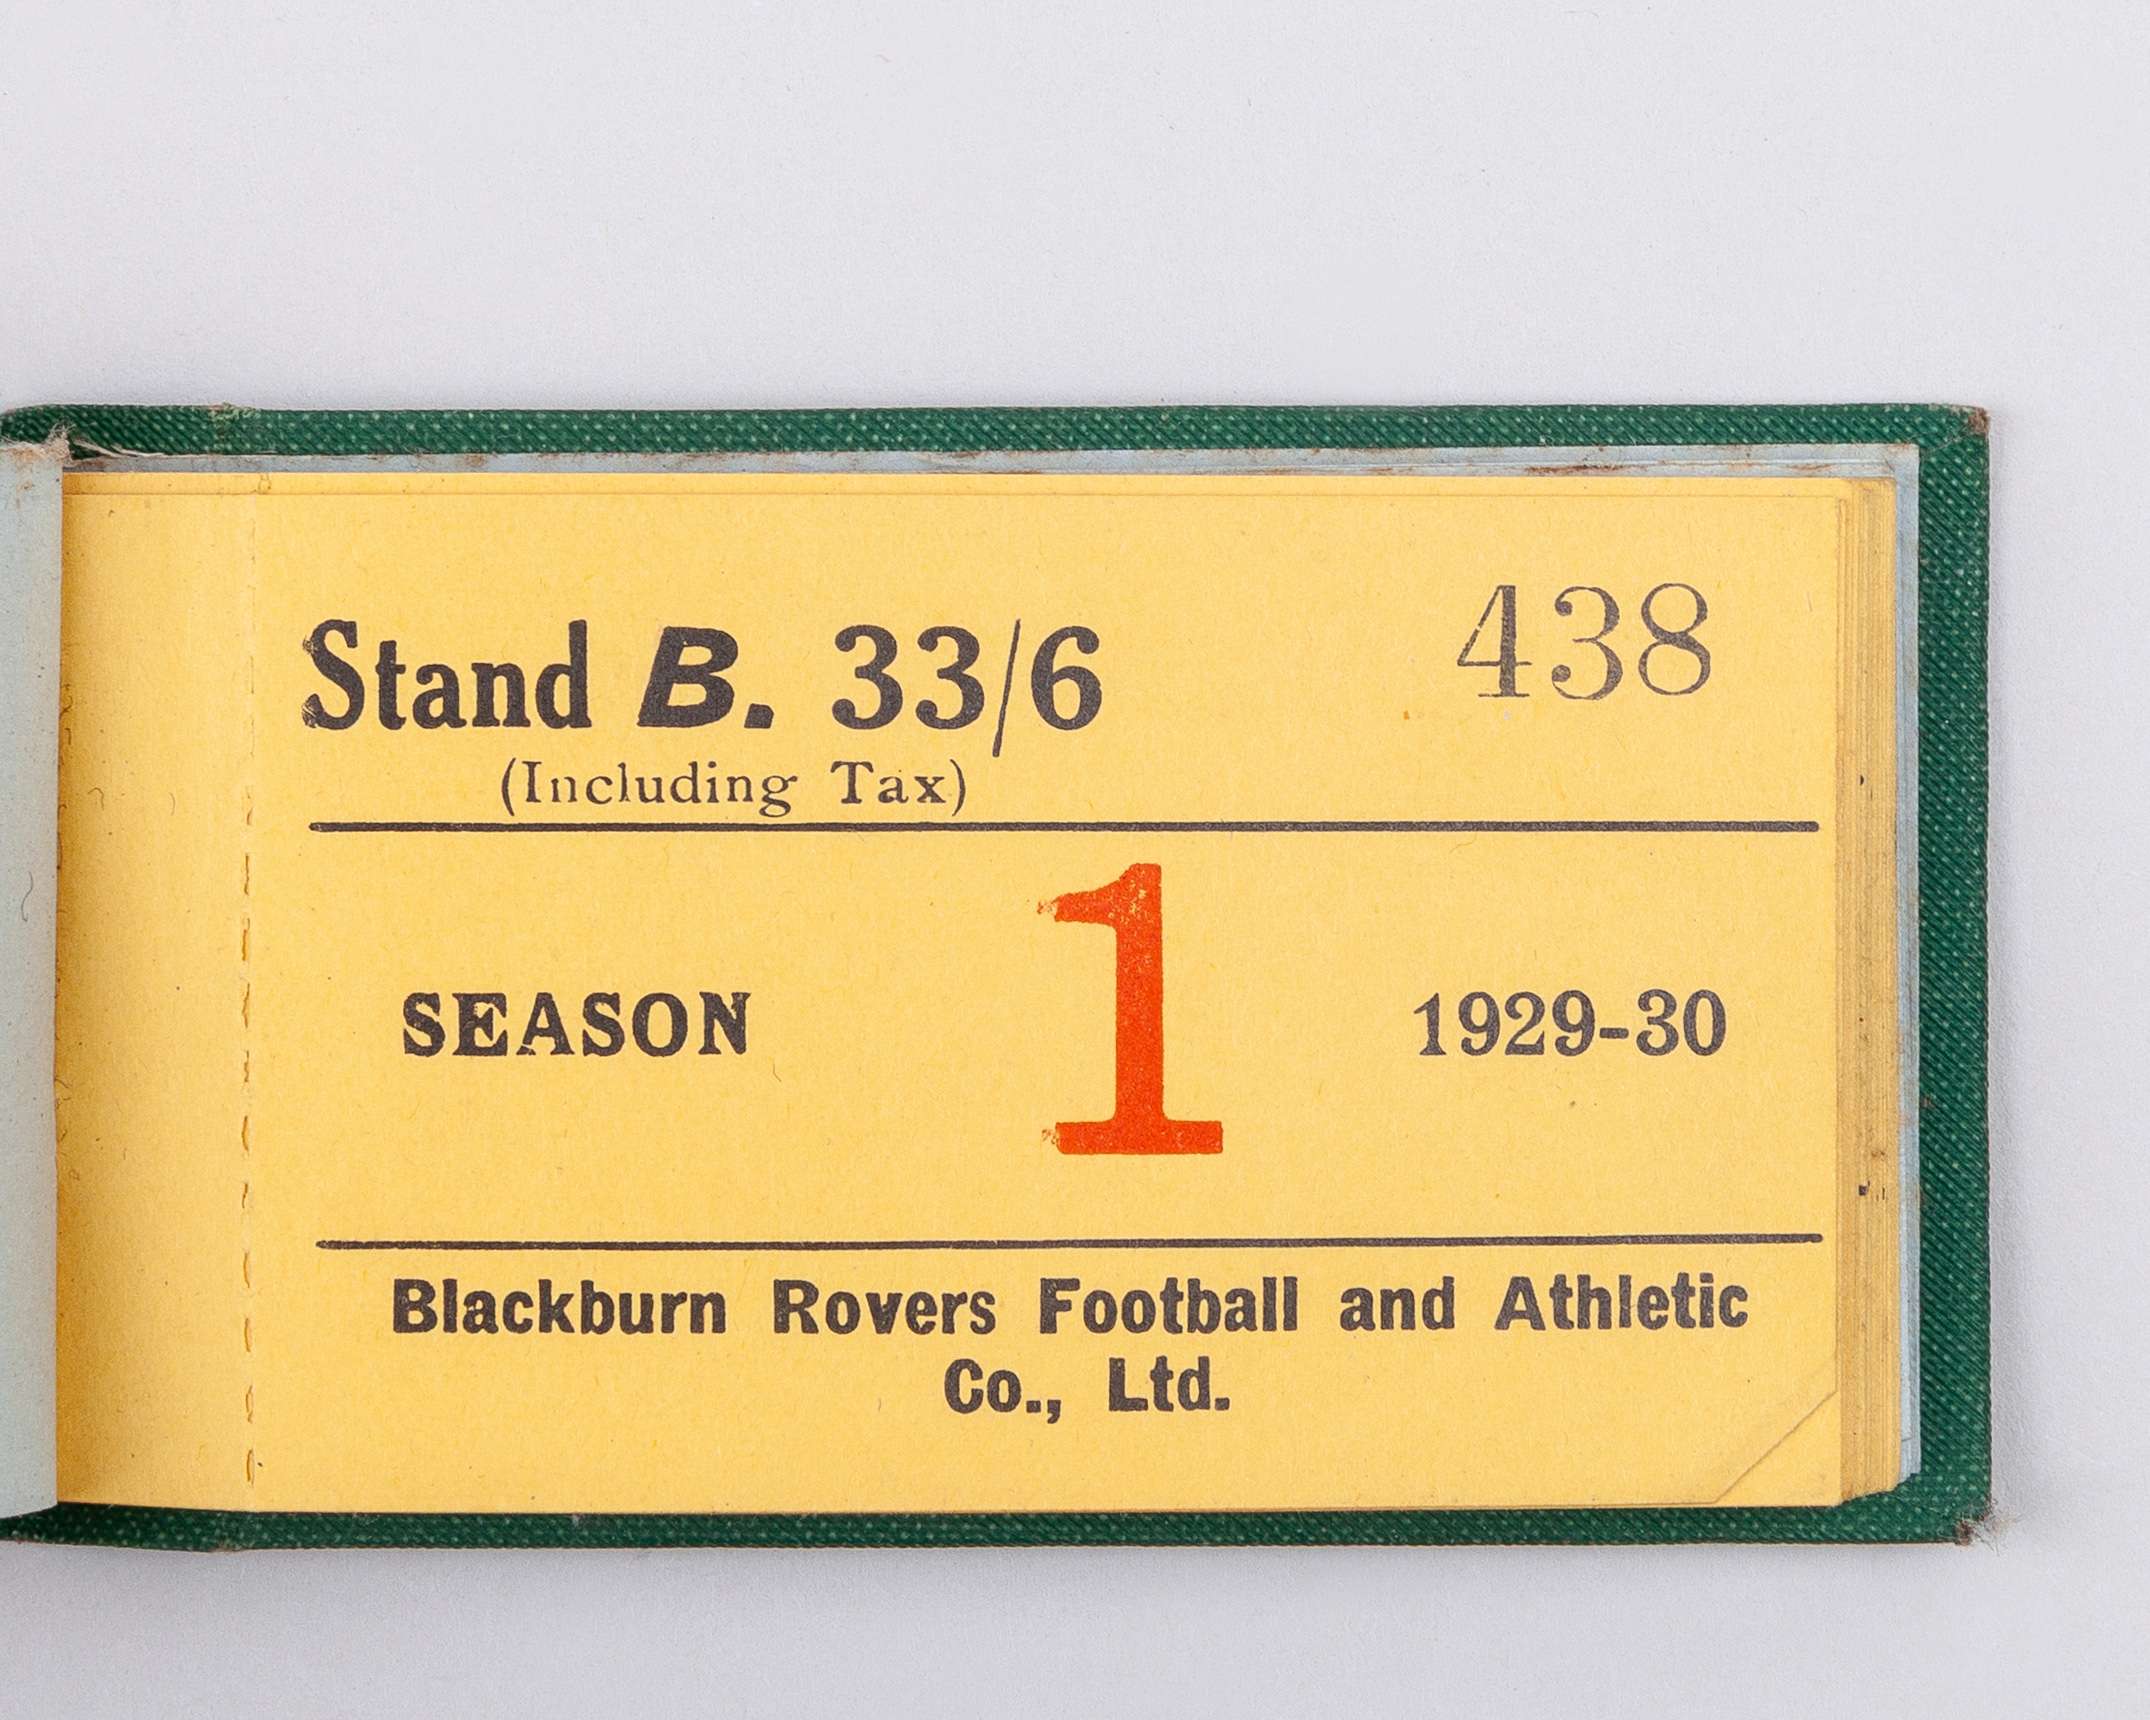 Stand B. 33/6 438
(Including Tax)
SEASON 1 1929-30
Blackburn Rovers Football and Athletic
Co., Ltd.